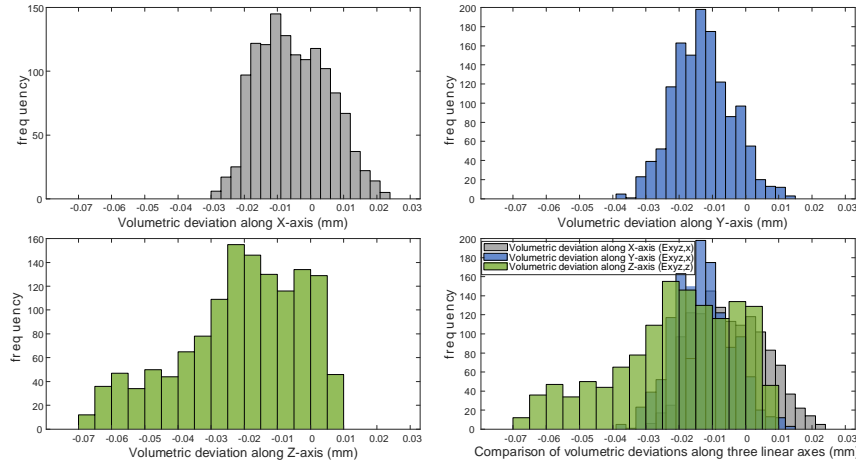 150
100
50
0
frequency
-0.07 -0.06 -0.05 -0.04 -0.03 -0.02 -0.01 0 0.01 0.02 0.03
Volumetric deviation along X-axis (mm)
200
180
160
140
120
100
80
60
40
20
0
frequency
-0.07 -0.06 -0.05 -0.04 -0.03 -0.02 -0.01 0 0.01 0.02 0.03
Volumetric deviation along Y-axis (mm)
160
140
120
100
80
60
40
20
0
frequency
-0.07 -0.06 -0.05 -0.04 -0.03 -0.02 -0.01 0 0.01 0.02 0.03
Volumetric deviation along Z-axis (mm)
200
180
160
140
120
100
80
60
40
20
0
frequency
Volumetric deviation along X-axis (Exyz,x)
Volumetric deviation along Y-axis (Exyz,x)
Volumetric deviation along Z-axis (Exyz,z)
-0.07 -0.06 -0.05 -0.04 -0.03 -0.02 -0.01 0 0.01 0.02 0.03
Comparison of volumetric deviations along three linear axes (mm)